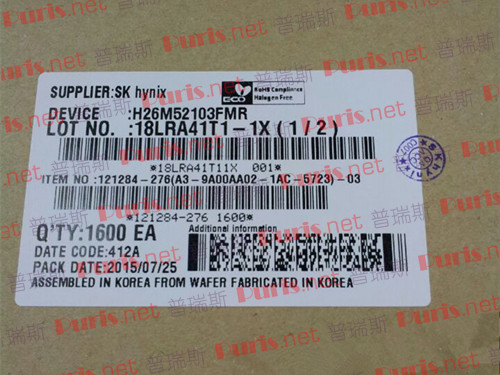 SUPPLIER:SK hynix
ECO
RoHS Compliance
Halogen Free
DEVICE :H26M52103FMR
LOT NO. :18LRA41T1-1X(1/2)
*18LRA41T11X 001*
ITEM NO :121284-276(A3-9A00AA02-1AC-5723)-03
*121284-276 1600*
Q'TY:1600 EA
Additional information
DATE CODE:412A
PACK DATE:2015/07/25
ASSEMBLED IN KOREA FROM WAFER FABRICATED IN KOREA
Puris.net 普瑞斯